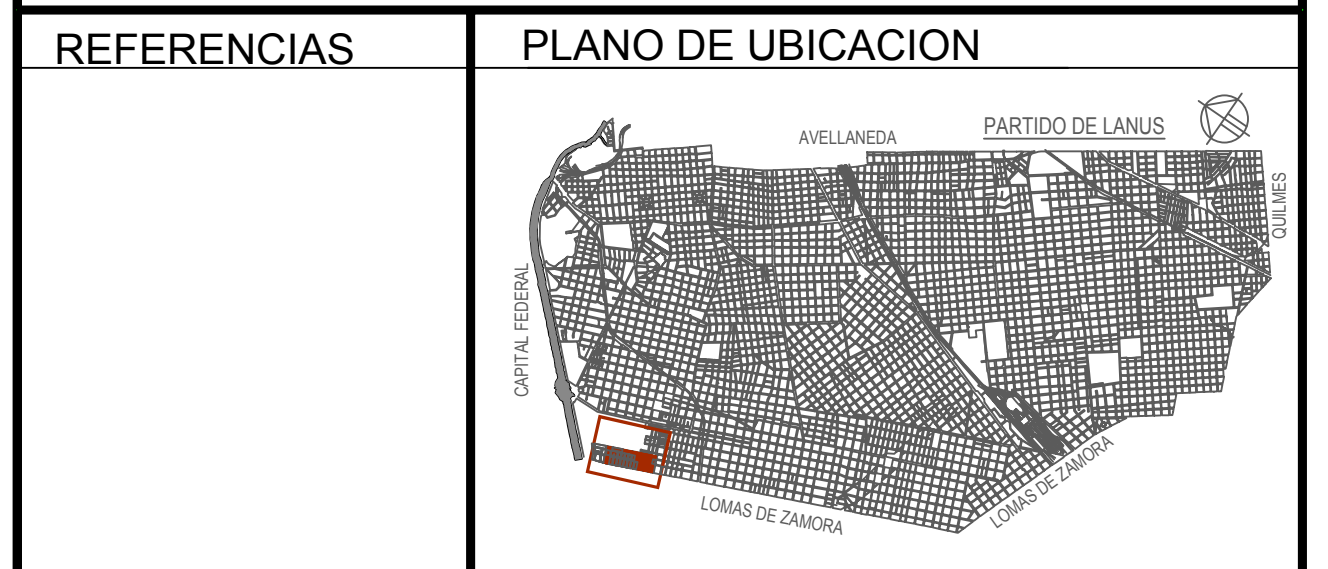 REFERENCIAS
PLANO DE UBICACION
AVELLANEDA
PARTIDO DE LANUS
QUILMES
CAPITAL FEDERAL
LOMAS DE ZAMORA
LOMAS DE ZAMORA